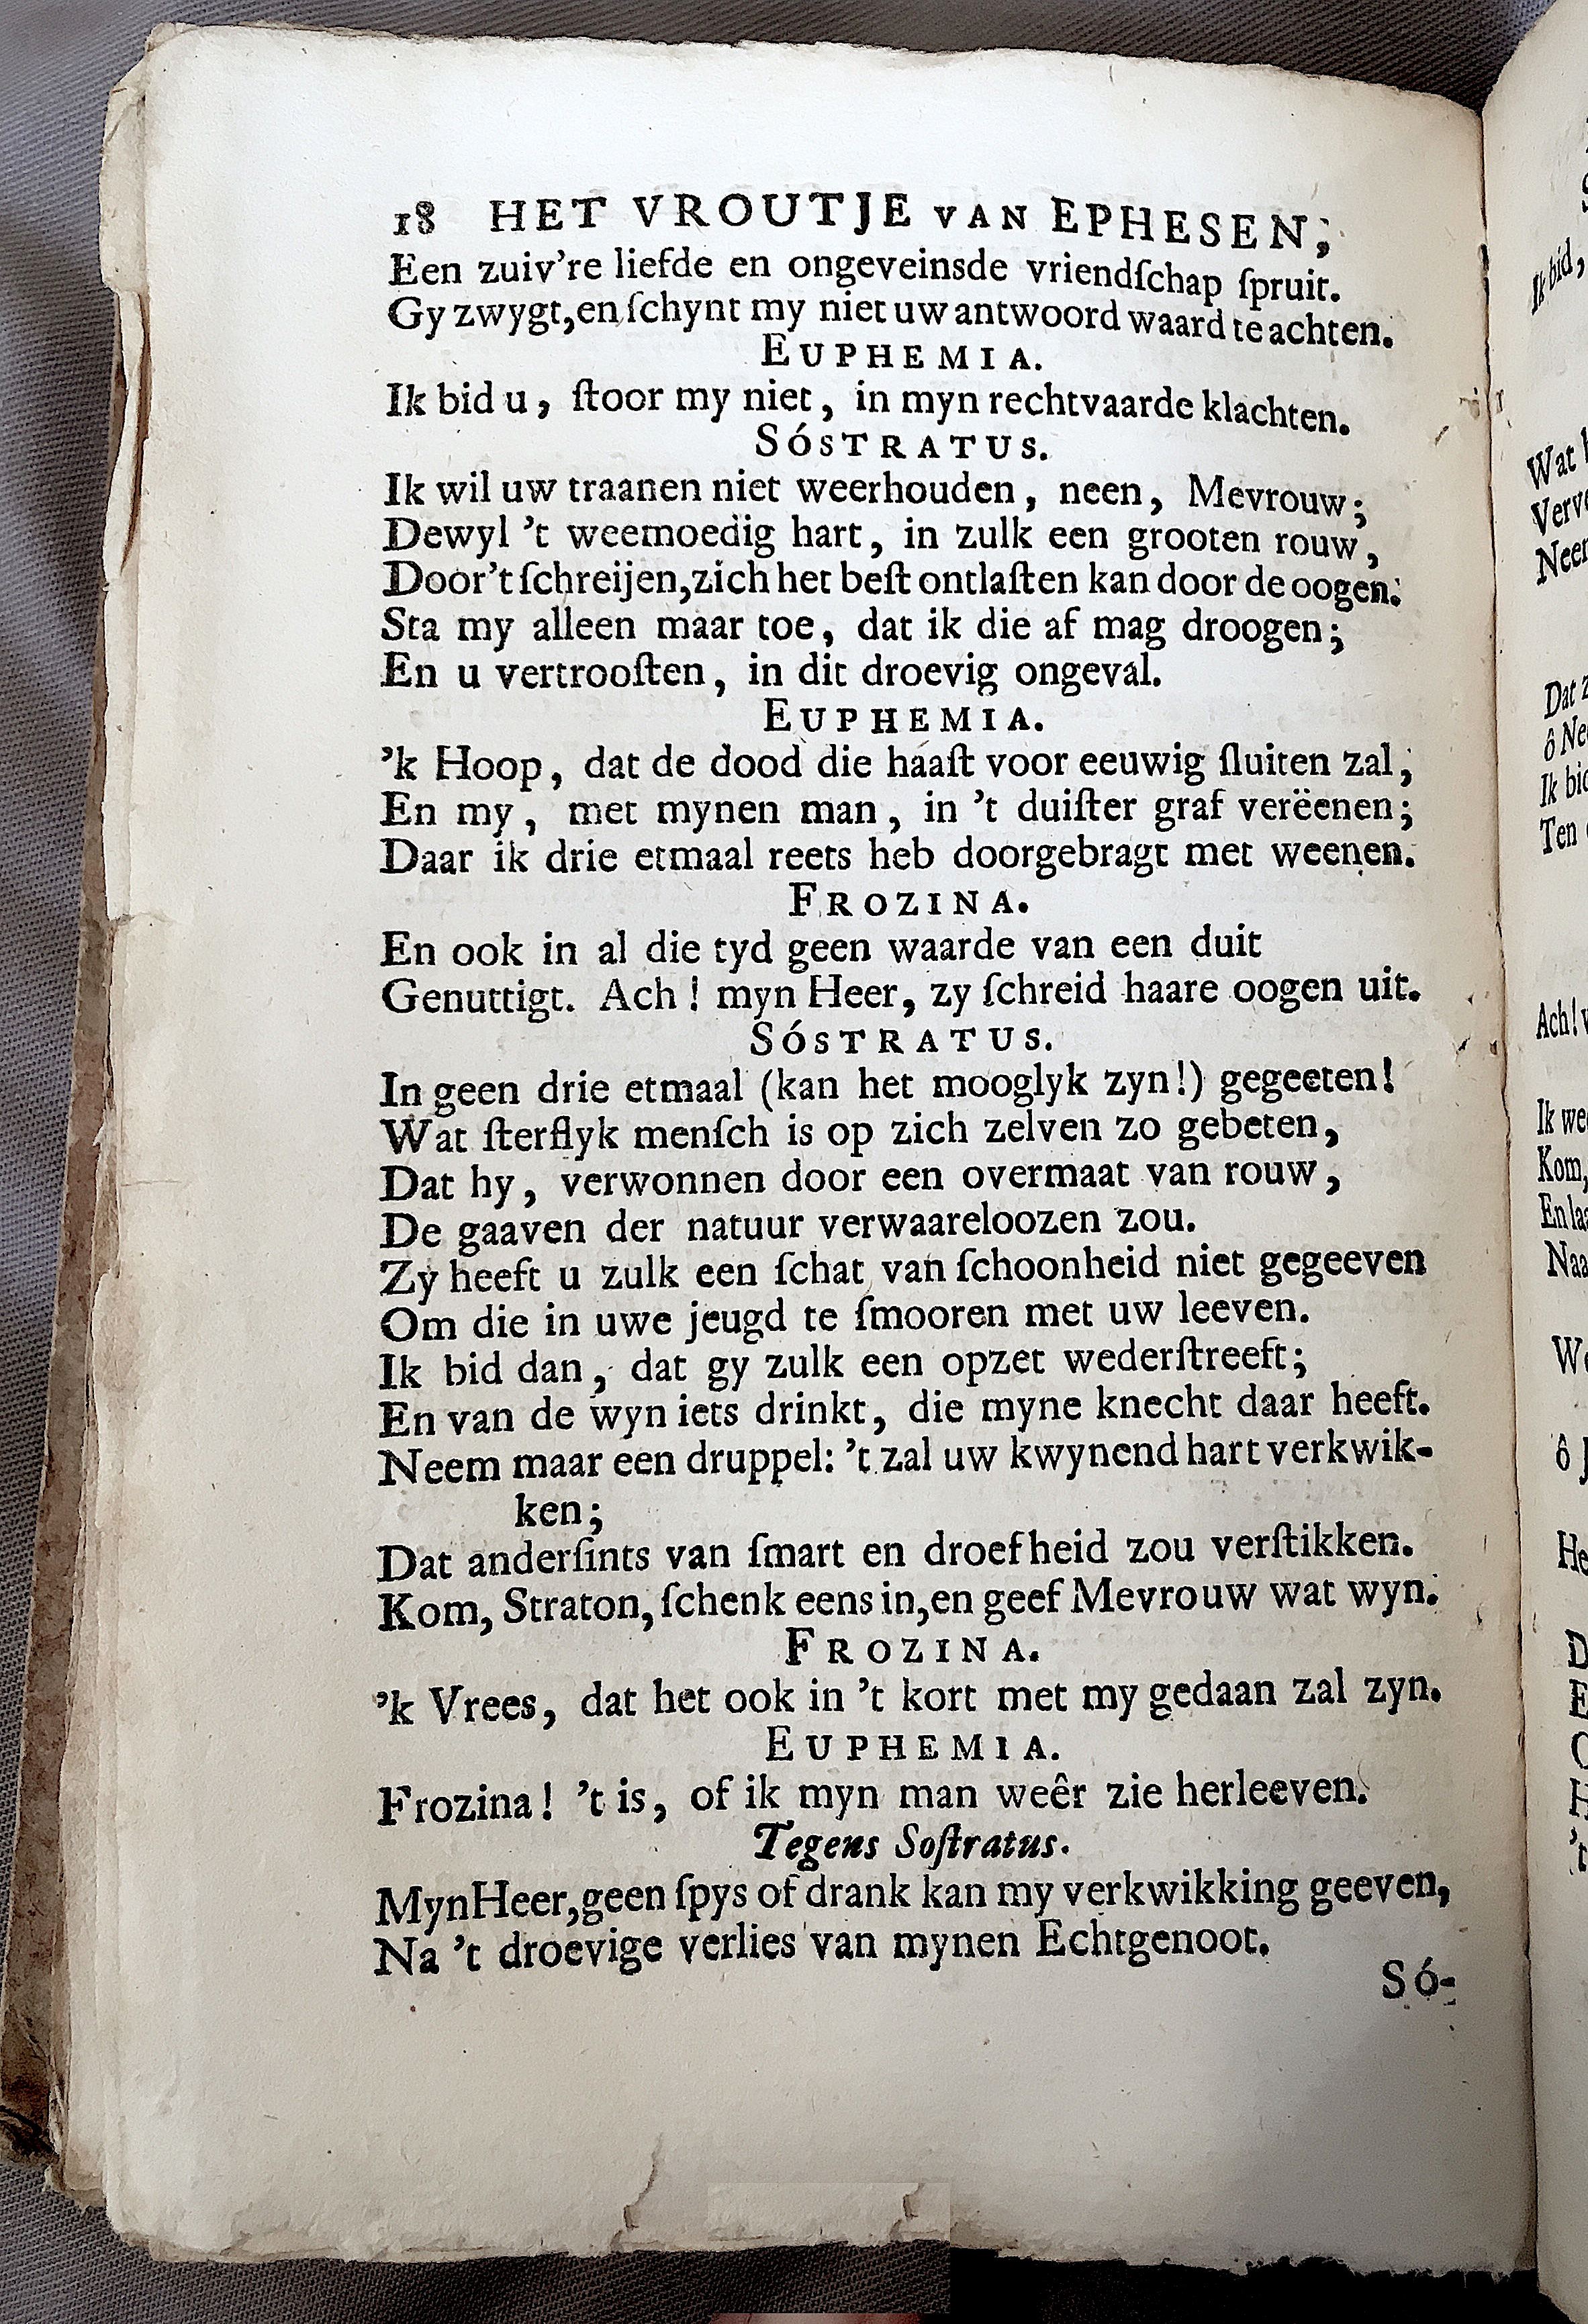 18 HET VROUTJE VAN EPHESEN;
Een zuiv're liefde en ongeveinsde vriendſchap ſpruit.
Gy zwygt, en ſchynt my niet uw antwoord waard te achten.
EUPHEMIA.
Ik bid u, ſtoor my niet, in myn rechtvaarde klachten.
SÓSTRATUS.
Ik wil uw traanen niet weerhouden, neen, Mevrouw;
Dewyl 't weemoedig hart, in zulk een grooten rouw,
Door't ſchreijen, zich het beſt ontlaſten kan door de oogen.
Sta my alleen maar toe, dat ik die af mag droogen;
En u vertrooſten, in dit droevig ongeval.
EUPHEMIA.
'k Hoop, dat de dood die haaſt voor eeuwig ſluiten zal;
En my, met mynen man, in 't duiſter graf verëenen;
Daar ik drie etmaal reets heb doorgebragt met weenen.
FROZINA.
En ook in al die tyd geen waarde van een duit
Genuttigt. Ach! myn Heer, zy ſchreid haare oogen uit.
SÓSTRATUS.
In geen drie etmaal (kan het mooglyk zyn!) gegeeten!
Wat ſterflyk menſch is op zich zelven zo gebeten,
Dat hy, verwonnen door een overmaat van rouw,
De gaaven der natuur verwaareloozen zou.
Zy heeft u zulk een ſchat van ſchoonheid niet gegeeven
Om die in uwe jeugd te ſmooren met uw leeven.
Ik bid dan, dat gy zulk een opzet wederſtreeft;
En van de wyn iets drinkt, die myne knecht daar heeft.
Neem maar een druppel: 't zal uw kwynend hart verkwik-
ken;
Dat anderſints van ſmart en droefheid zou verſtikken.
Kom, Straton, ſchenk eens in, en geef Mevrouw wat wyn.
FROZINA.
'k Vrees, dat het ook in 't kort met my gedaan zal zyn.
EUPHEMIA.
Frozina! 't is, of ik myn man weêr zie herleeven.
Tegens Soſtratus.
Myn Heer, geen ſpys of drank kan my verkwikking geeven,
Na 't droevige verlies van mynen Echtgenoot.
SÓ-
Ik bid,
Wat
Dat
Ik
Ten
Ach!
Ik
Kom,